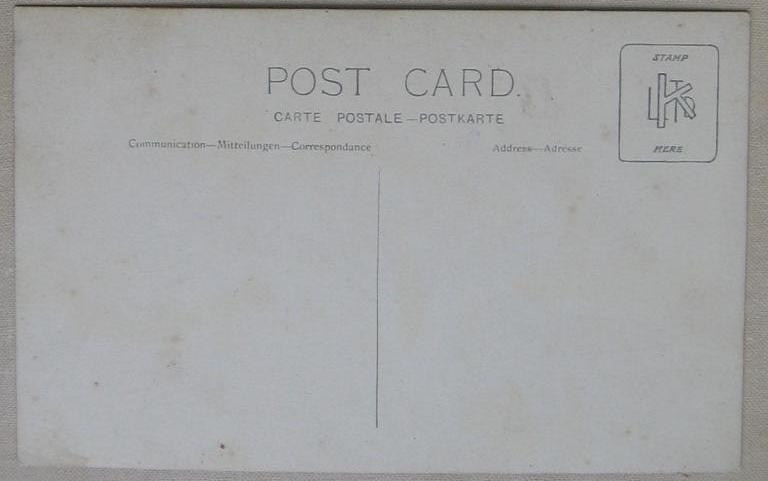 STAMP
POST CARD.
CARTE POSTALE—POSTKARTE
Communication—Mitteilungen—Correspondance
Address—Adresse
HERE